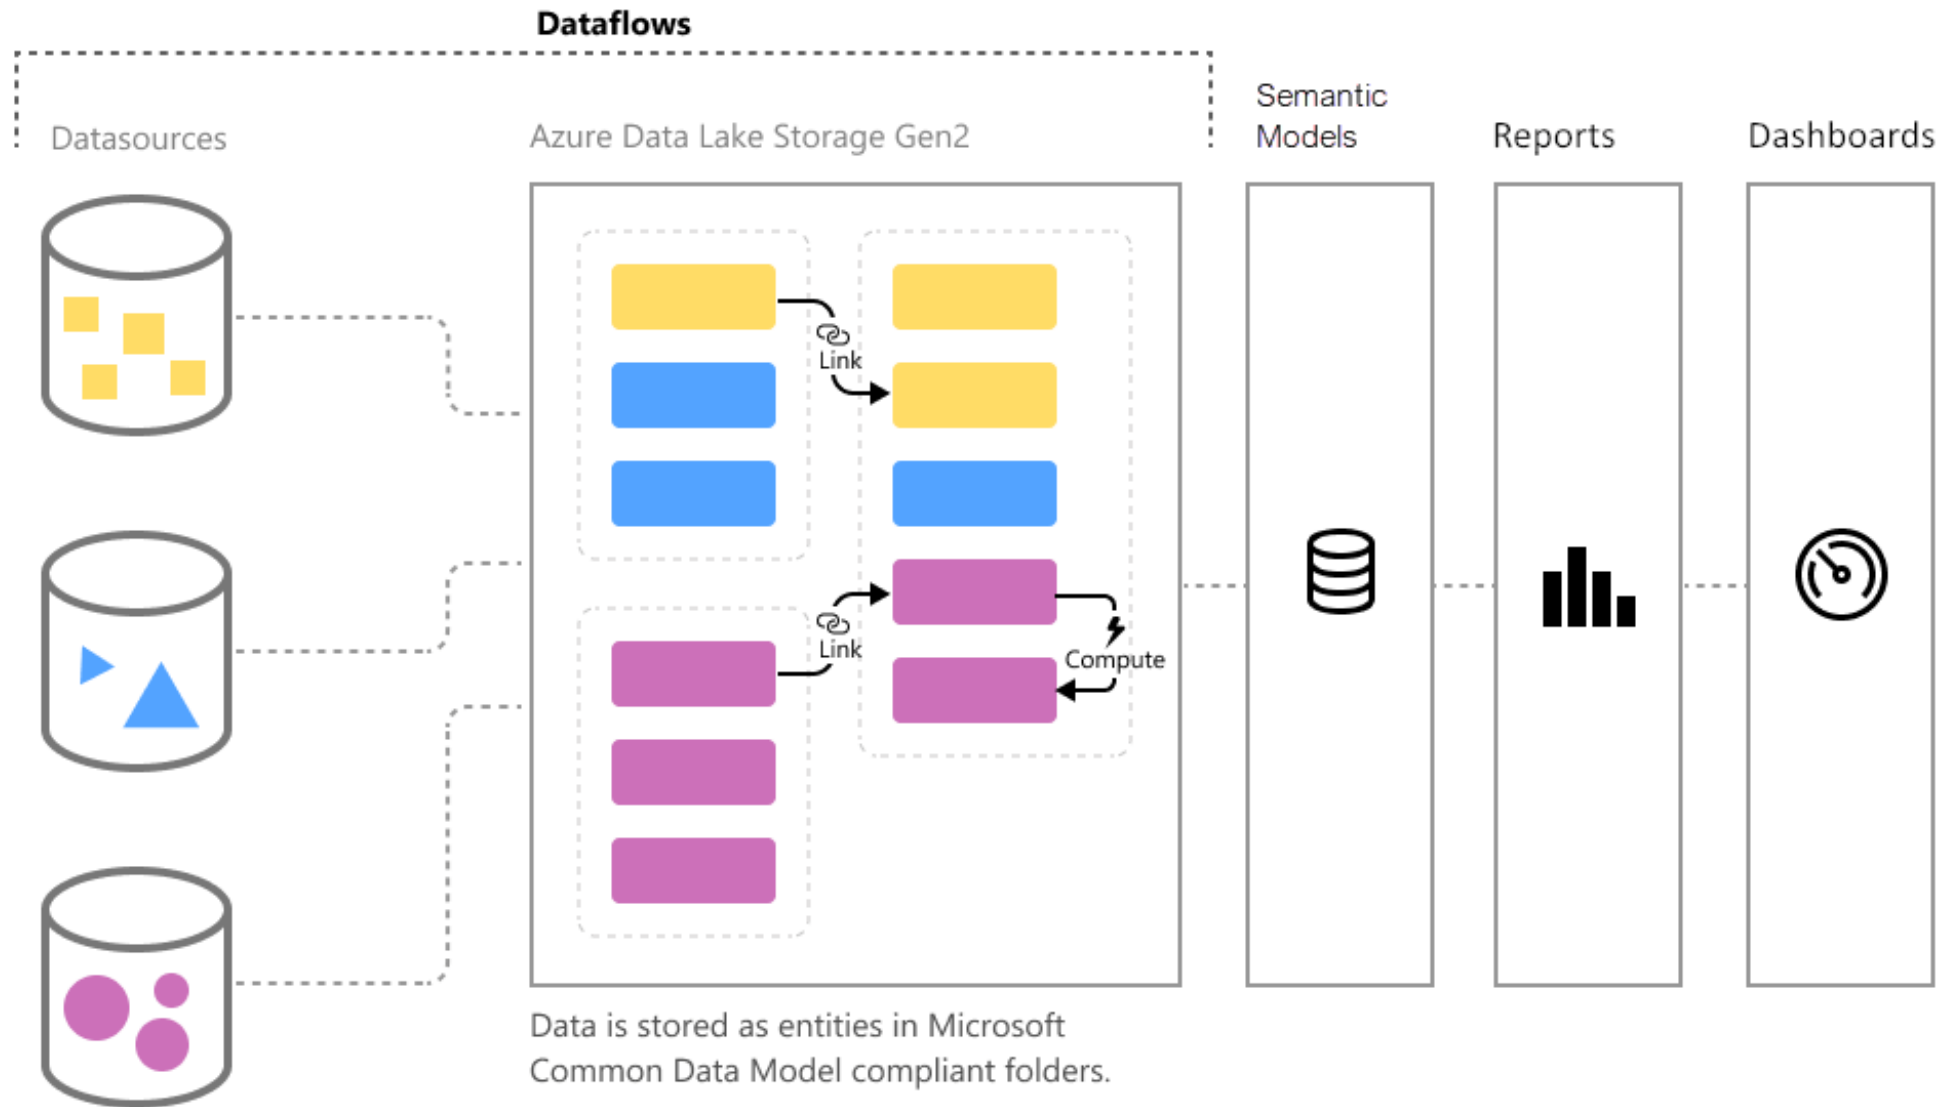 Dataflows
Datasources
Azure Data Lake Storage Gen2
Semantic
Models
Reports
Dashboards
Link
Link
Compute
Data is stored as entities in Microsoft
Common Data Model compliant folders.